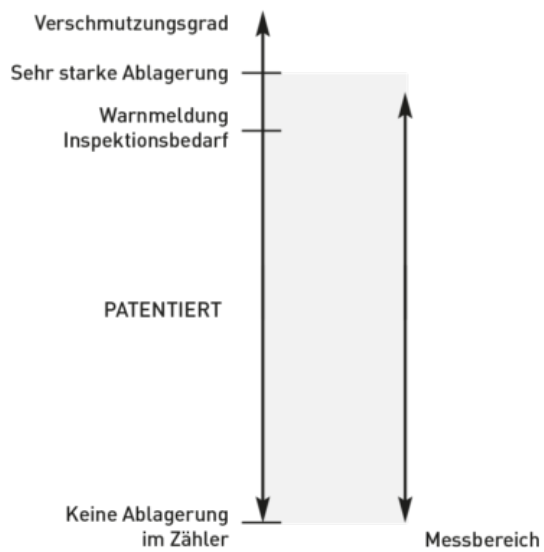 Verschmutzungsgrad
Sehr starke Ablagerung
Warnmeldung
Inspektionsbedarf
PATENTIERT
Keine Ablagerung
im Zähler
Messbereich